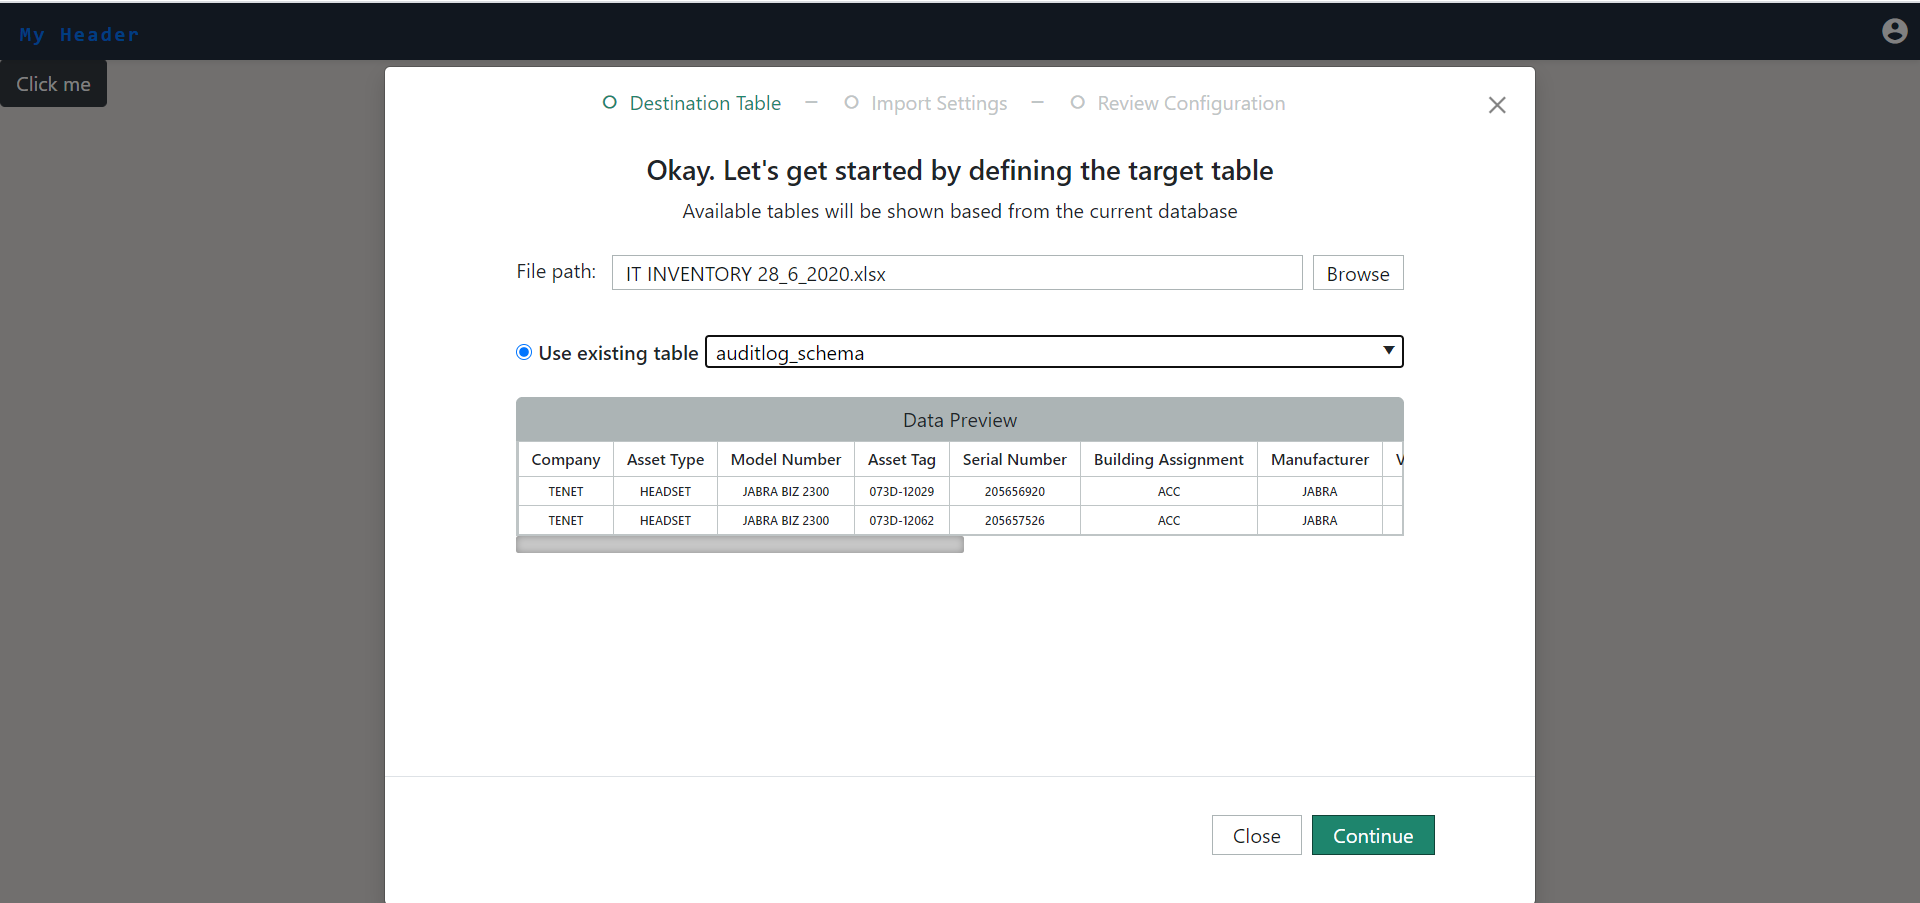 My Header
Click me
Destination Table – Import Settings – Review Configuration
Okay. Let's get started by defining the target table
Available tables will be shown based from the current database
File path: IT INVENTORY 28_6_2020.xlsx Browse
Use existing table auditlog_schema
Data Preview
Company Asset Type Model Number Asset Tag Serial Number Building Assignment Manufacturer
TENET HEADSET JABRA BIZ 2300 073D-12029 205656920 ACC JABRA
TENET HEADSET JABRA BIZ 2300 073D-12062 205657526 ACC JABRA
Close Continue